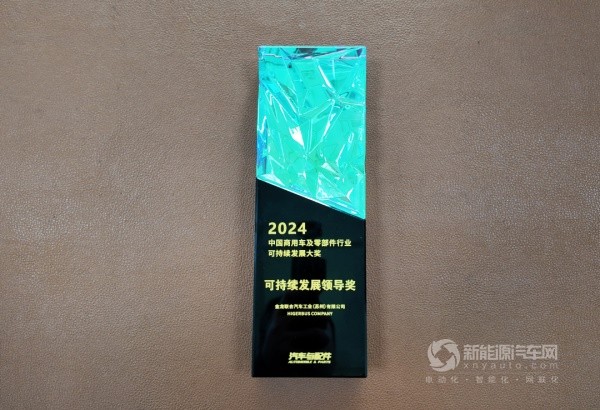 2024
中国商用车及零部件行业
可持续发展大奖
可持续发展领导奖
金龙联合汽车工业(苏州)有限公司
HIGERBUS COMPANY
汽车与配件
AUTOMOBILE & PARTS
新能源汽车网
xnyauto.com
电动化·智能化·网联化